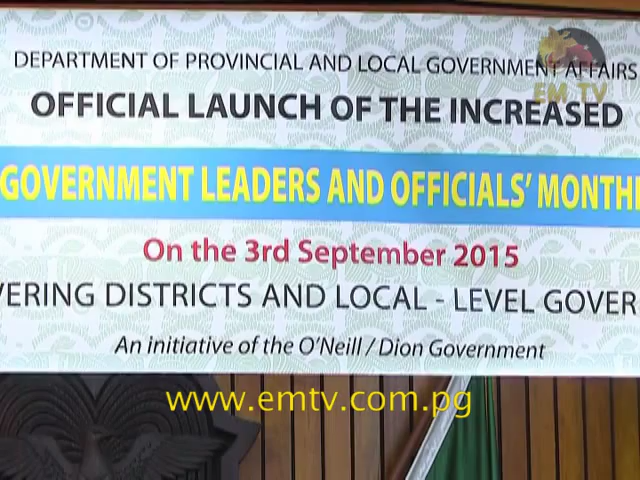 DEPARTMENT OF PROVINCIAL AND LOCAL GOVERNMENT AFFAIRS
EM TV
OFFICIAL LAUNCH OF THE INCREASED
GOVERNMENT LEADERS AND OFFICIALS' MONTH
On the 3rd September 2015
VERING DISTRICTS AND LOCAL - LEVEL GOVER
An initiative of the O'Neill / Dion Government
www.emtv.com.pg